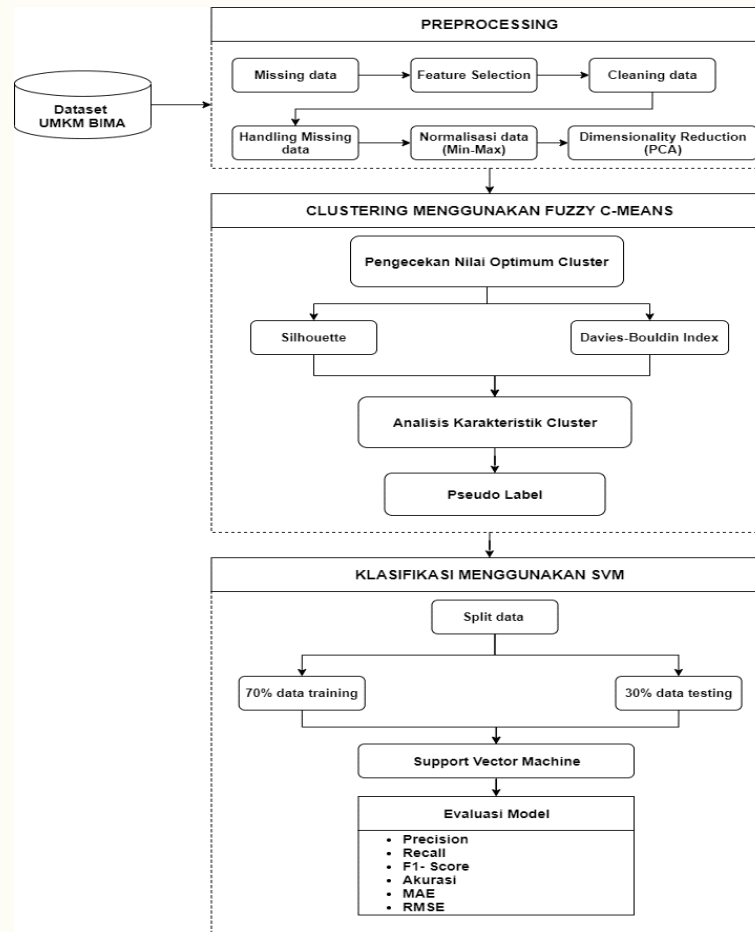 PREPROCESSING
Dataset
UMKM BIMA
Missing data
Feature Selection
Cleaning data
Handling Missing
data
Normalisasi data
(Min-Max)
Dimensionality Reduction
(PCA)
CLUSTERING MENGGUNAKAN FUZZY C-MEANS
Pengecekan Nilai Optimum Cluster
Silhouette
Davies-Bouldin Index
Analisis Karakteristik Cluster
Pseudo Label
KLASIFIKASI MENGGUNAKAN SVM
Split data
70% data training
30% data testing
Support Vector Machine
Evaluasi Model
• Precision
• Recall
• F1- Score
• Akurasi
• MAE
• RMSE